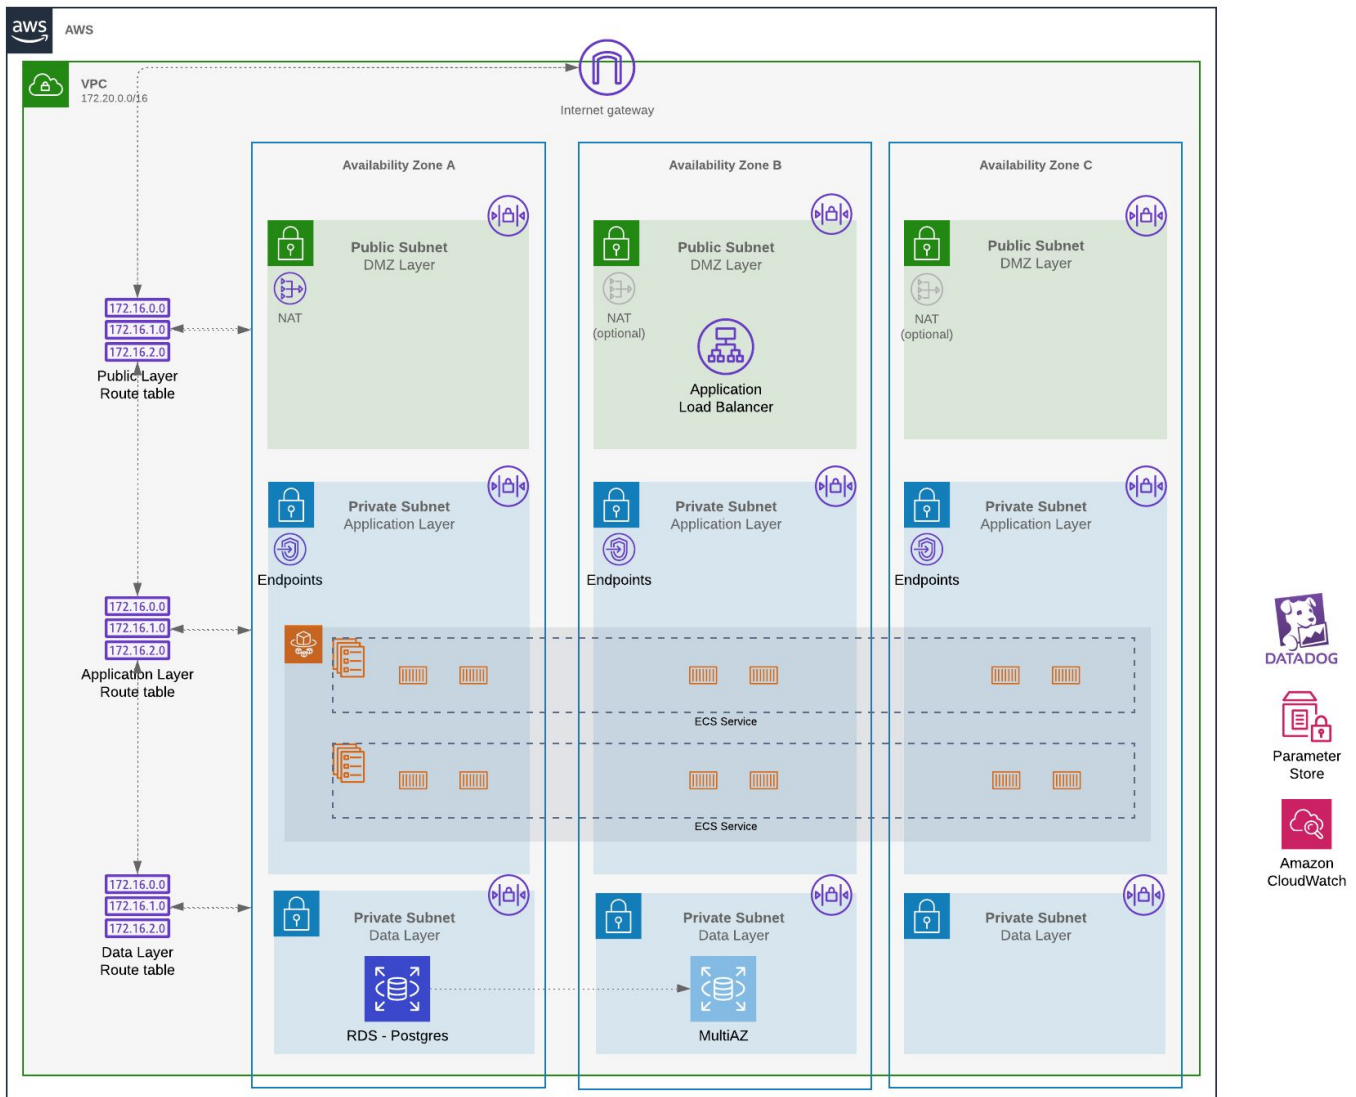 aws
AWS
VPC
172.20.0.0/16
Internet gateway
Availability Zone A
Availability Zone B
Availability Zone C
Public Subnet
DMZ Layer
NAT
Public Subnet
DMZ Layer
NAT
(optional)
Application
Load Balancer
Public Subnet
DMZ Layer
NAT
(optional)
172.16.0.0
172.16.1.0
172.16.2.0
Public Layer
Route table
Private Subnet
Application Layer
Endpoints
Private Subnet
Application Layer
Endpoints
Private Subnet
Application Layer
Endpoints
172.16.0.0
172.16.1.0
172.16.2.0
Application Layer
Route table
ECS Service
ECS Service
172.16.0.0
172.16.1.0
172.16.2.0
Data Layer
Route table
Private Subnet
Data Layer
RDS - Postgres
Private Subnet
Data Layer
MultiAZ
Private Subnet
Data Layer
DATADOG
Parameter
Store
Amazon
CloudWatch